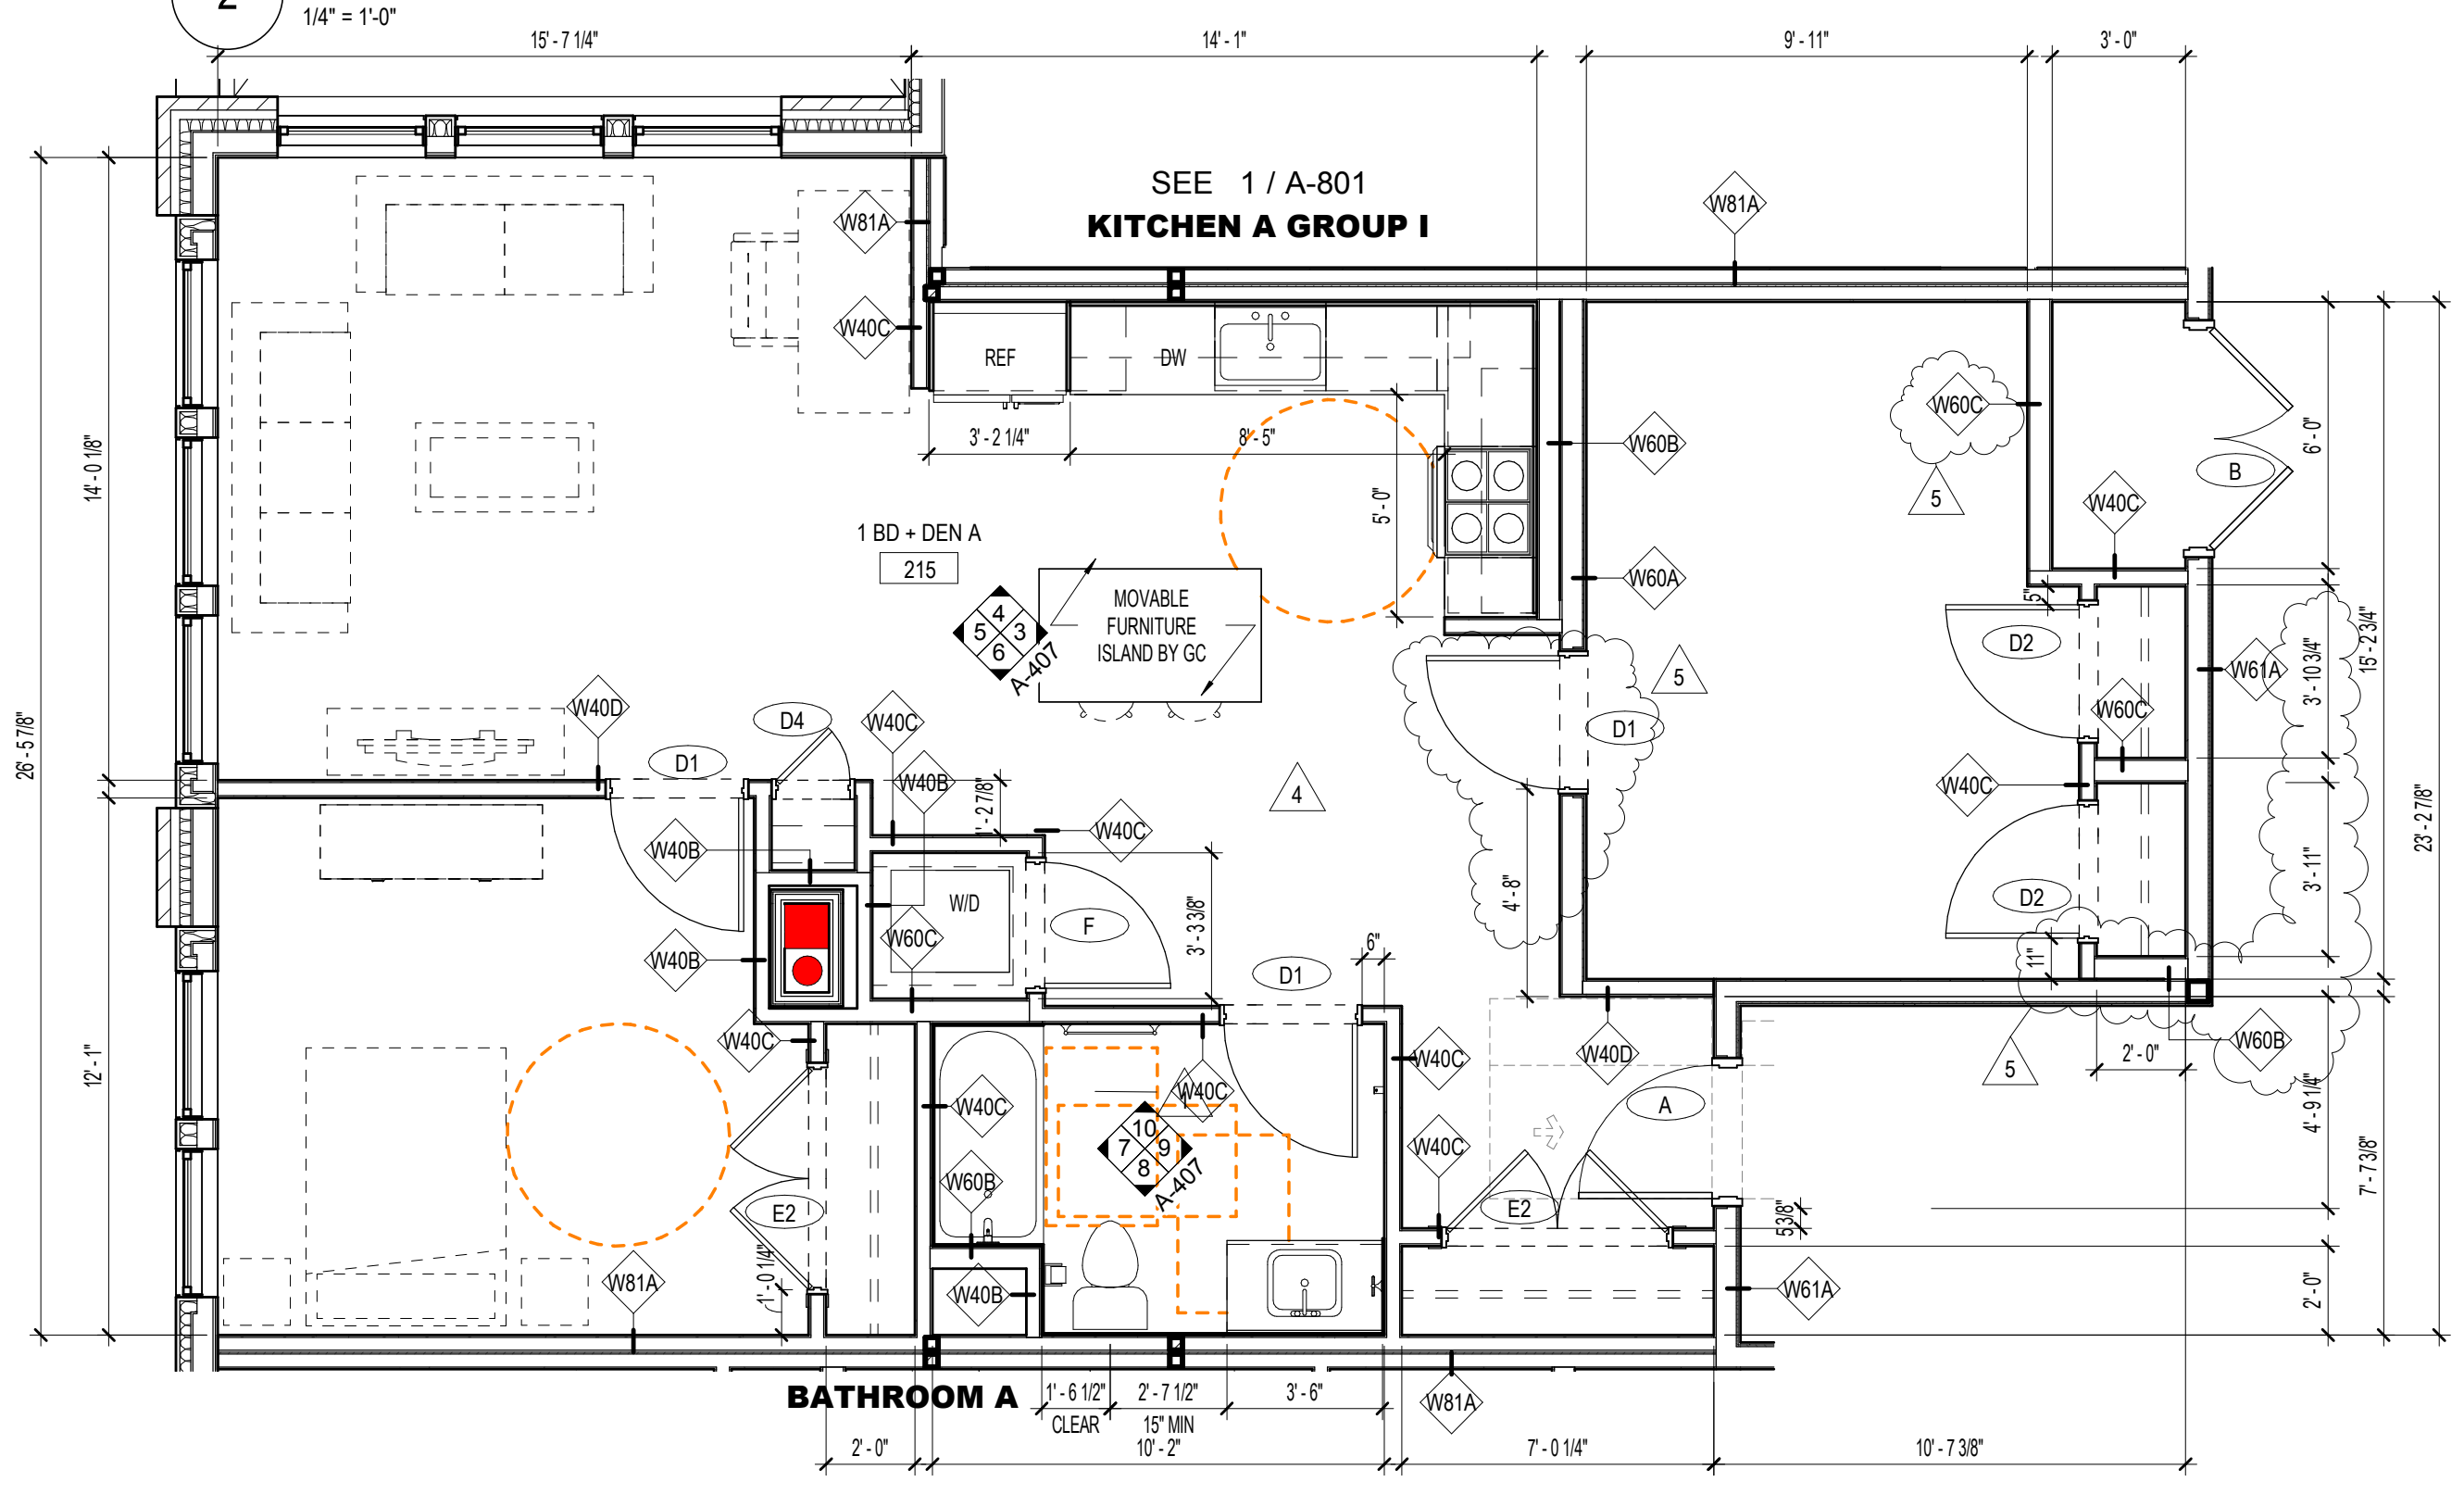 2
1/4" = 1'-0"
15' - 7 1/4"
14' - 1"
9' - 11"
3' - 0"
SEE 1 / A-801
KITCHEN A GROUP I
W81A
W81A
W40C
REF
DW
W60C
W60B
6' - 0"
B
3' - 2 1/4"
8' - 5"
14' - 0 1/8"
5' - 0"
5
W40C
1 BD + DEN A
215
W60A
MOVABLE
FURNITURE
ISLAND BY GC
4
5 3
6
A-407
5"
D2
5
W61A
3' - 10 3/4"
15' - 2 3/4"
W40D
D4
W40C
W60C
D1
26' - 5 7/8"
D1
W40B
4
W40C
1' - 2 7/8"
W40C
23' - 2 7/8"
W40B
W/D
F
3' - 3 3/8"
4' - 8"
D2
3' - 11"
W60C
W40B
6"
D1
11"
W40C
W40C
W40D
5
2' - 0"
W60B
12' - 1"
W40C
W40C
1
A
4' - 9 1/4"
10
7 9
8
A-407
W40C
W60B
E2
E2
5 3/8"
7' - 7 3/8"
1' - 0 1/4"
W81A
W40B
W61A
2' - 0"
BATHROOM A
1' - 6 1/2"
CLEAR
2' - 7 1/2"
15" MIN
3' - 6"
W81A
2' - 0"
10' - 2"
7' - 0 1/4"
10' - 7 3/8"